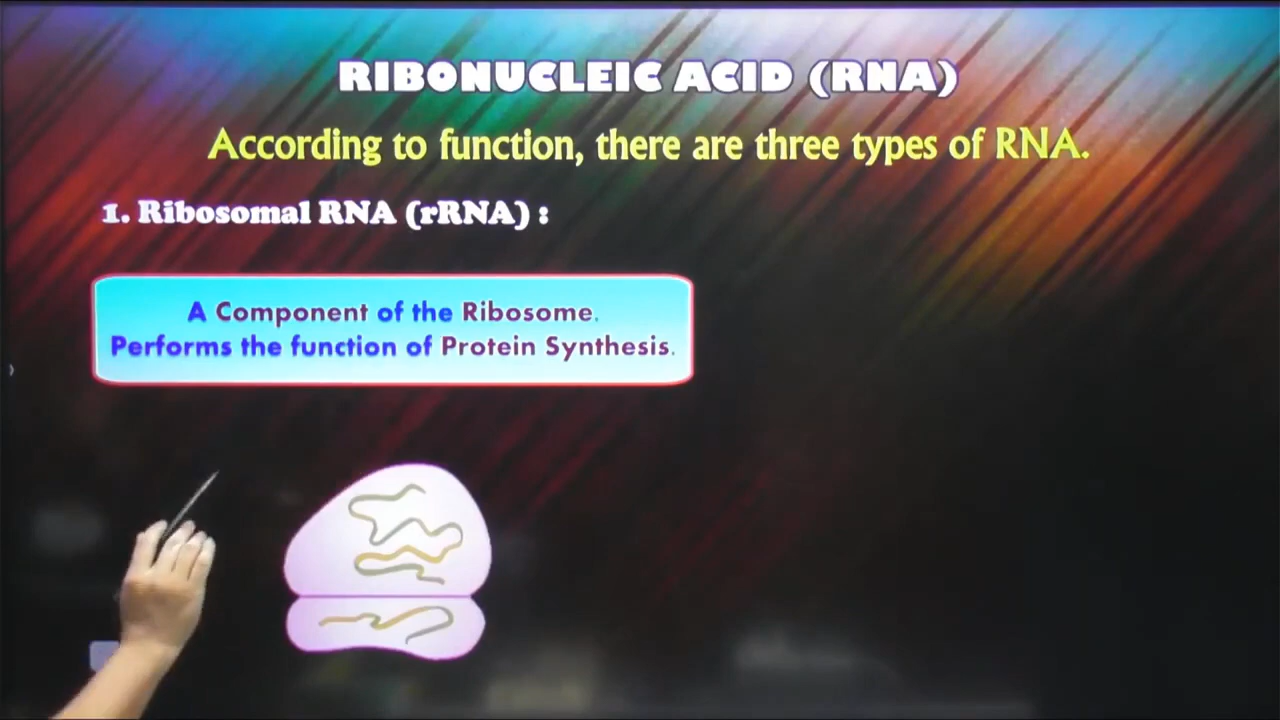 RIBONUCLEIC ACID (RNA)
According to function, there are three types of RNA.
1. Ribosomal RNA (rRNA) :
A Component of the Ribosome.
Performs the function of Protein Synthesis.